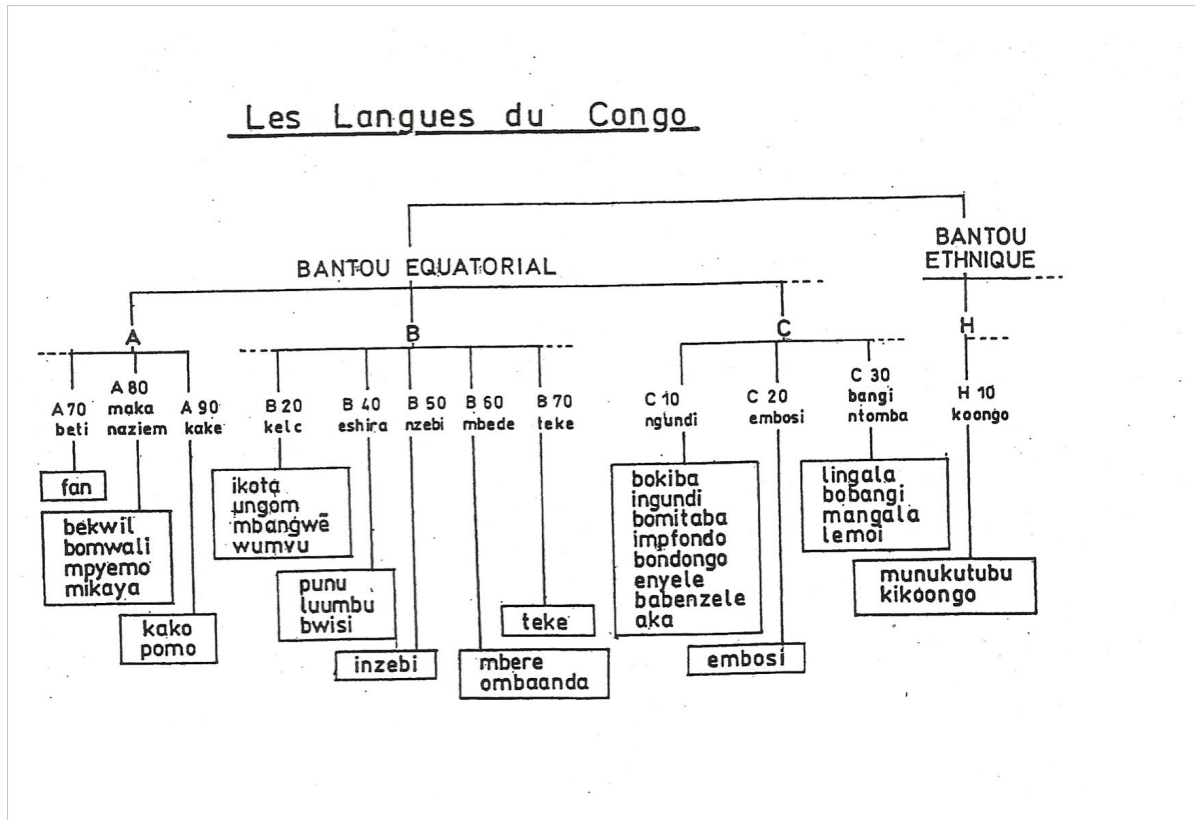 Les Langues du Congo
BANTOU EQUATORIAL
BANTOU
ETHNIQUE
A
B
C
H
A 70
beti
A 80
maka
naziem
A 90
kake
B 20
kelc
B 40
eshira
B 50
nzebi
B 60
mbede
B 70
teke
C 10
ngundi
C 20
embosi
C 30
bangi
ntomba
H 10
koongo
fan
bekwil
bomwali
mpyemo
mikaya
kako
pomo
ikota
ungom
mbangwẽ
wumvu
punu
luumbu
bwisi
inzebi
mbere
ombaanda
teke
bokiba
ingundi
bomitaba
impfondo
bondongo
enyele
babenzele
aka
embosi
lingala
bobangi
mangala
lemoi
munukutubu
kikoongo